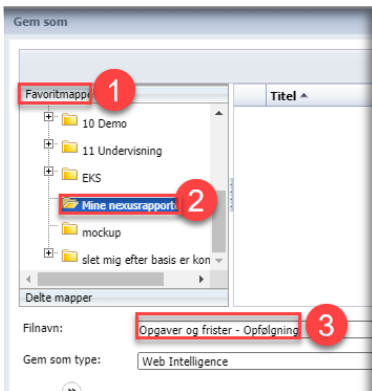 Gem som
Favoritmappe
1
Titel
10 Demo
11 Undervisning
EKS
Mine nexusrapport
2
mockup
slet mig efter basis er kon
Delte mapper
Filnavn:
Opgaver og frister - Opfølgning
3
Gem som type:
Web Intelligence